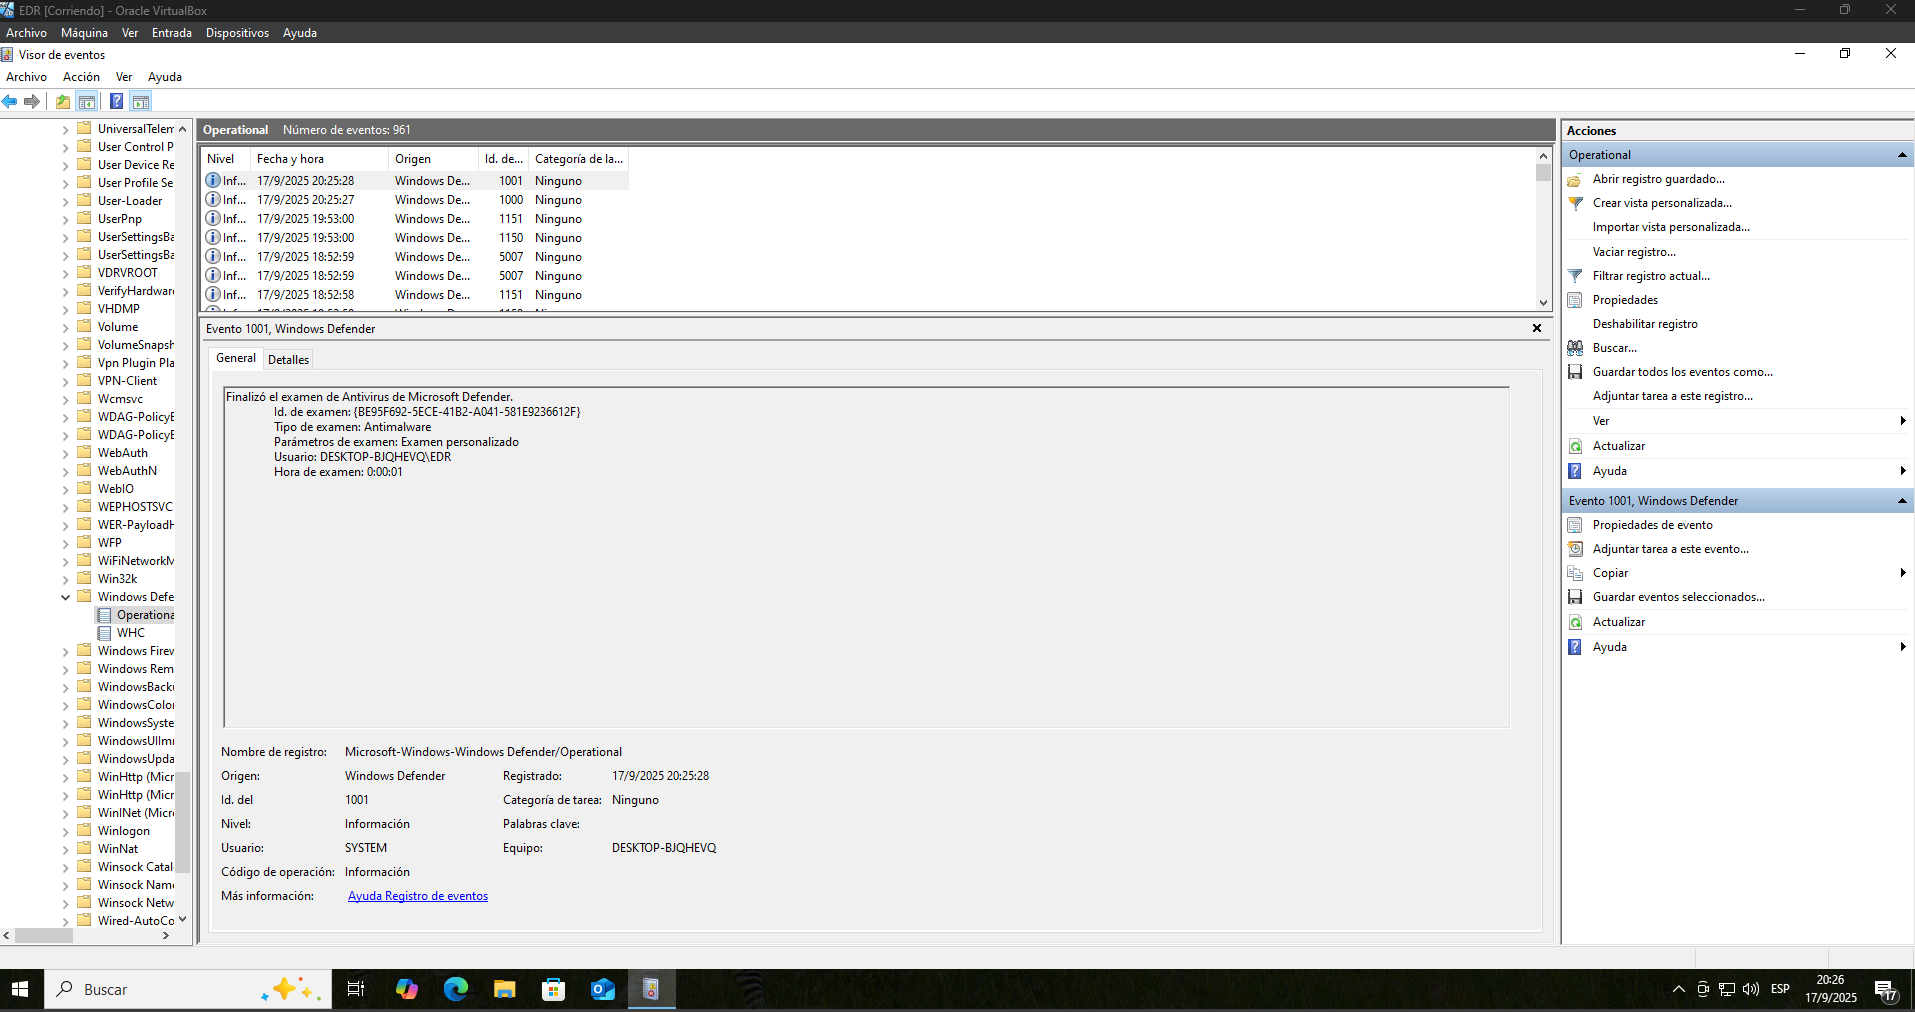 EDR [Corriendo] - Oracle VirtualBox
Archivo Máquina Ver Entrada Dispositivos Ayuda
Visor de eventos
Archivo Acción Ver Ayuda
UniversalTelem
User Control P
User Device Re
User Profile Se
User-Loader
UserPnp
UserSettingsBa
UserSettingsBa
VDRVROOT
VerifyHardware
VHDMP
Volume
VolumeSnapsh
Vpn Plugin Pla
VPN-Client
Wcmsvc
WDAG-PolicyE
WDAG-PolicyE
WebAuth
WebAuthN
WebIO
WEPHOSTSVC
WER-PayloadH
WFP
WiFiNetworkM
Win32k
Windows Defe
Operationa
WHC
Windows Firew
Windows Rem
WindowsBacku
WindowsColor
WindowsSyste
WindowsUIImr
WindowsUpda
WinHttp (Micr
WinHttp (Micr
WinINet (Micro
Winlogon
WinNat
Winsock Catal
Winsock Name
Winsock Netw
Wired-AutoCo
Operational Número de eventos: 961
Nivel Fecha y hora Origen Id. de... Categoría de la...
Inf... 17/9/2025 20:25:28 Windows De... 1001 Ninguno
Inf... 17/9/2025 20:25:27 Windows De... 1000 Ninguno
Inf... 17/9/2025 19:53:00 Windows De... 1151 Ninguno
Inf... 17/9/2025 19:53:00 Windows De... 1150 Ninguno
Inf... 17/9/2025 18:52:59 Windows De... 5007 Ninguno
Inf... 17/9/2025 18:52:59 Windows De... 5007 Ninguno
Inf... 17/9/2025 18:52:58 Windows De... 1151 Ninguno
Evento 1001, Windows Defender
General Detalles
Finalizó el examen de Antivirus de Microsoft Defender.
Id. de examen: {BE95F692-5ECE-41B2-A041-581E9236612F}
Tipo de examen: Antimalware
Parámetros de examen: Examen personalizado
Usuario: DESKTOP-BJQHEVQ\EDR
Hora de examen: 0:00:01
Nombre de registro: Microsoft-Windows-Windows Defender/Operational
Origen: Windows Defender Registrado: 17/9/2025 20:25:28
Id. del 1001 Categoría de tarea: Ninguno
Nivel: Información Palabras clave:
Usuario: SYSTEM Equipo: DESKTOP-BJQHEVQ
Código de operación: Información
Más información: Ayuda Registro de eventos
Acciones
Operational
Abrir registro guardado...
Crear vista personalizada...
Importar vista personalizada...
Vaciar registro...
Filtrar registro actual...
Propiedades
Deshabilitar registro
Buscar...
Guardar todos los eventos como...
Adjuntar tarea a este registro...
Ver
Actualizar
Ayuda
Evento 1001, Windows Defender
Propiedades de evento
Adjuntar tarea a este evento...
Copiar
Guardar eventos seleccionados...
Actualizar
Ayuda
Buscar
ESP
20:26
17/9/2025
17